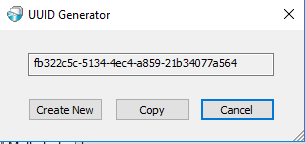 UUID Generator
fb322c5c-5134-4ec4-a859-21b34077a564
Create New
Copy
Cancel